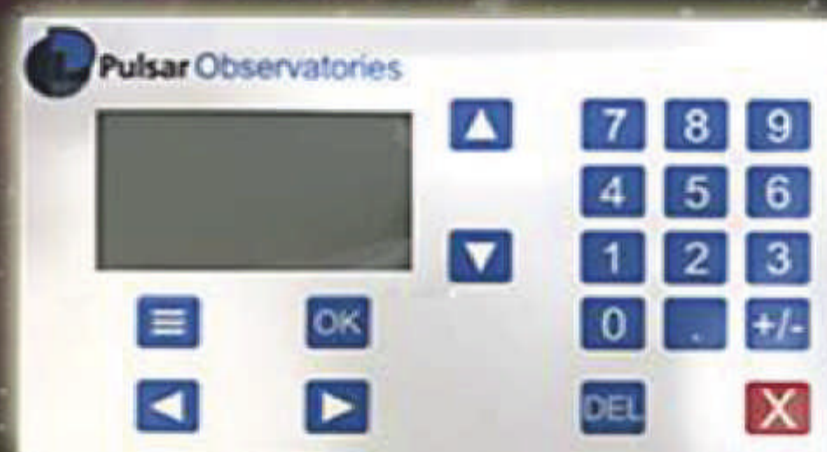 Pulsar Observatories
7 8 9
4 5 6
1 2 3
OK 0 . +/-
DEL X